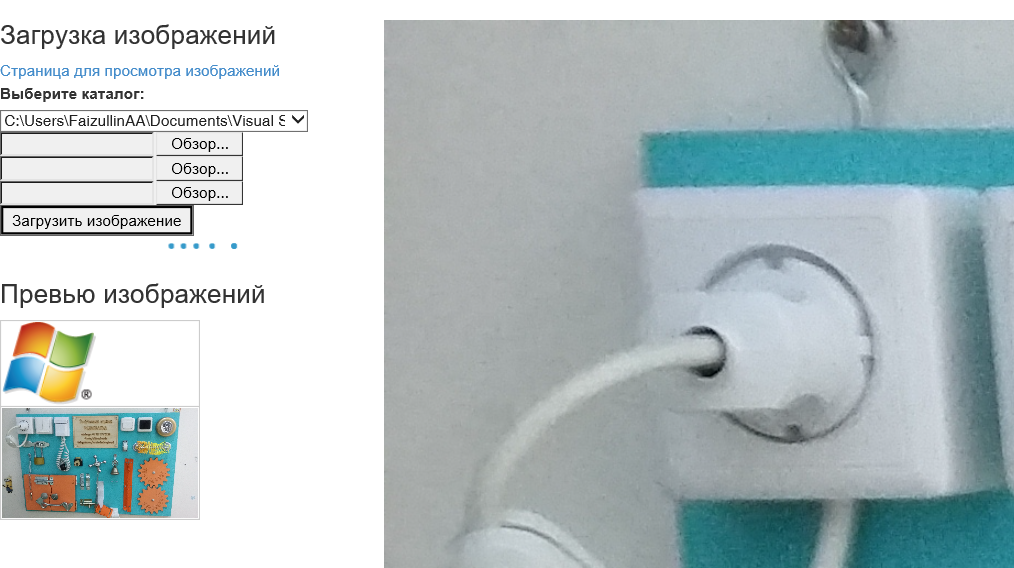 Загрузка изображений
Страница для просмотра изображений
Выберите каталог:
C:\Users\FaizullinAA\Documents\Visual S
Обзор...
Обзор...
Обзор...
Загрузить изображение
Превью изображений
®